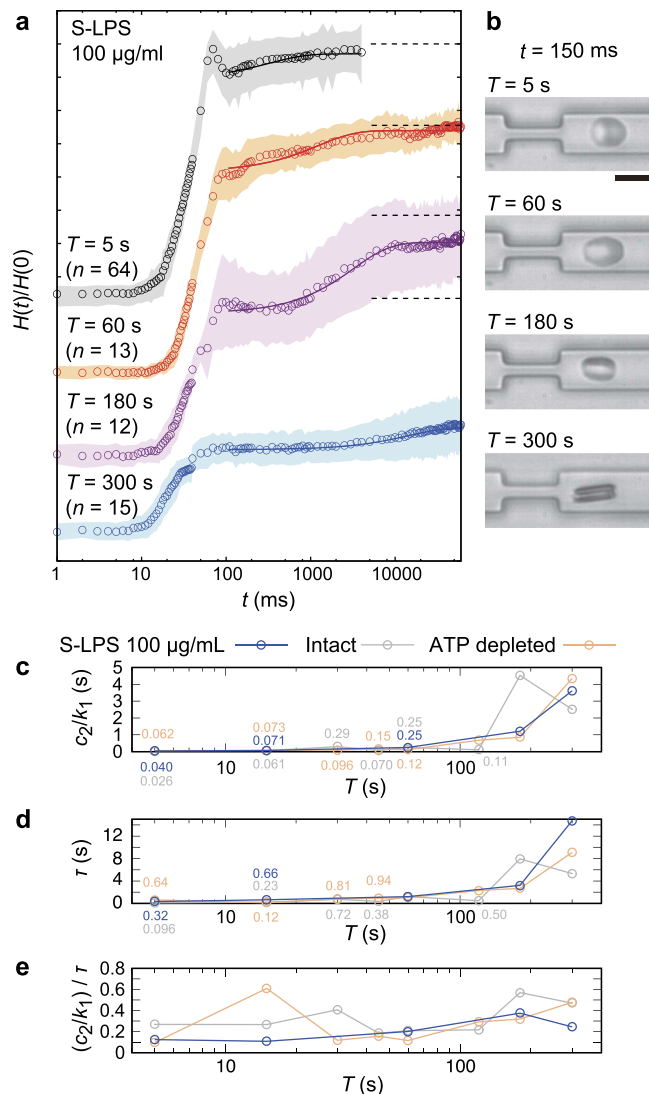 a
S-LPS
100 µg/ml
T = 5 s
(n = 64)
T = 60 s
(n = 13)
T = 180 s
(n = 12)
T = 300 s
(n = 15)
H(t)/H(0)
1 10 100 1000 10000
t (ms)
b
t = 150 ms
T = 5 s
T = 60 s
T = 180 s
T = 300 s
S-LPS 100 µg/mL Intact ATP depleted
c
c₂/k₁ (s)
5
4
3
2
1
0
0.062 0.073 0.29 0.15 0.25
0.071 0.25
0.040 0.061 0.096 0.070 0.12 0.11
0.026
10 100
T (s)
d
τ (s)
12
8
4
0
0.64 0.66 0.81 0.94
0.23
0.32 0.12 0.72 0.38 0.50
0.096
10 100
T (s)
e
(c₂/k₁) / τ
0.8
0.6
0.4
0.2
0
10 100
T (s)